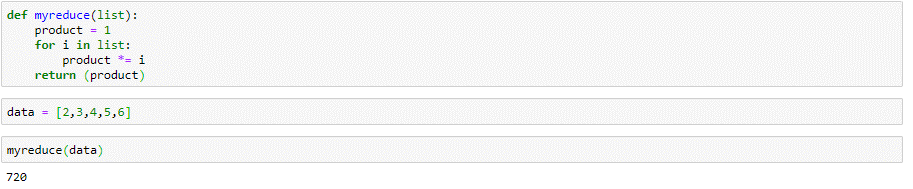 def myreduce(list):
    product = 1
    for i in list:
        product *= i
    return (product)
data = [2,3,4,5,6]
myreduce(data)
720